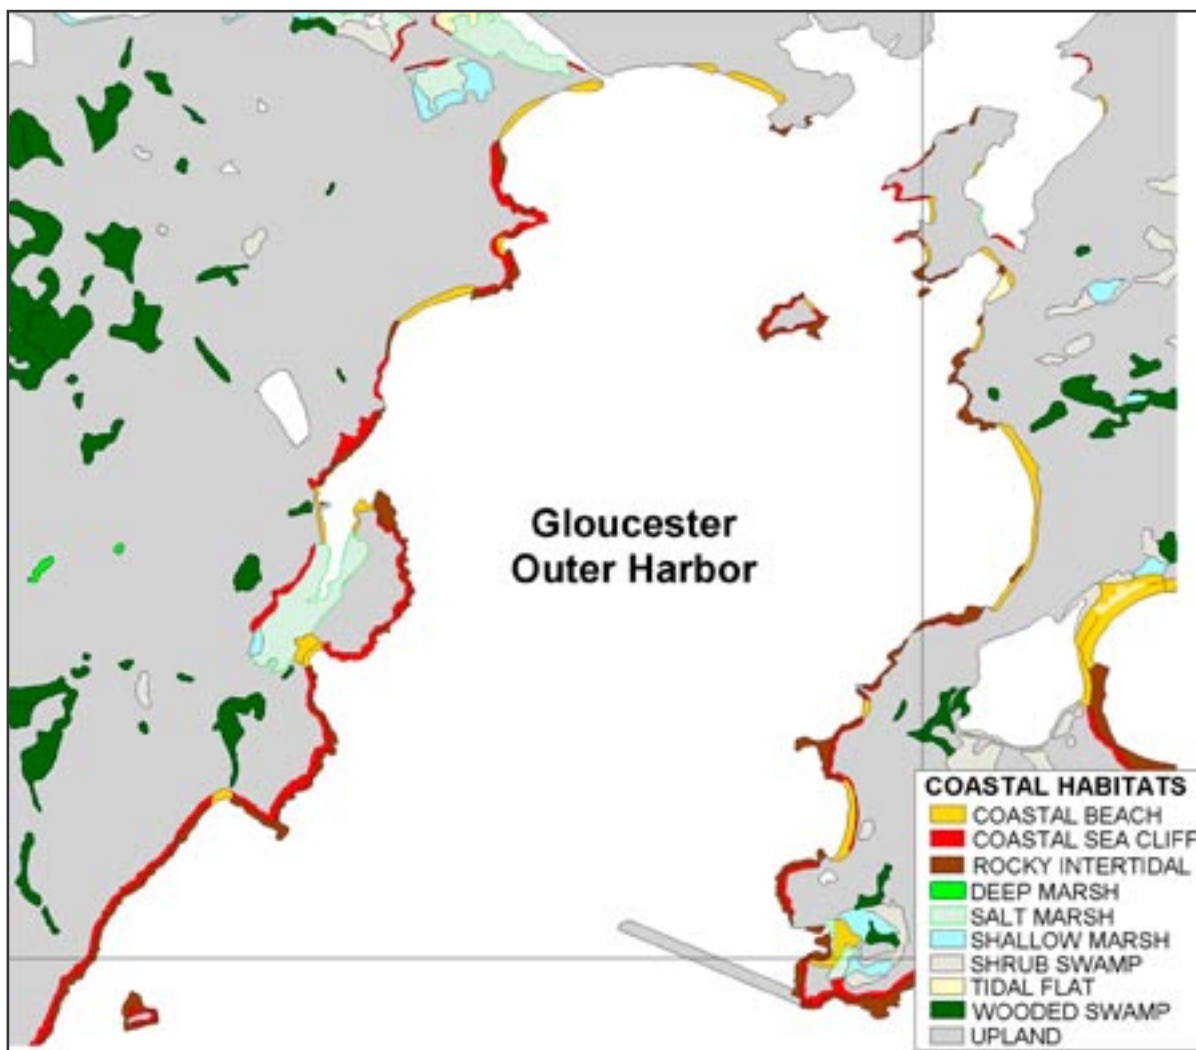 Gloucester
Outer Harbor
COASTAL HABITATS
COASTAL BEACH
COASTAL SEA CLIFF
ROCKY INTERTIDAL
DEEP MARSH
SALT MARSH
SHALLOW MARSH
SHRUB SWAMP
TIDAL FLAT
WOODED SWAMP
UPLAND